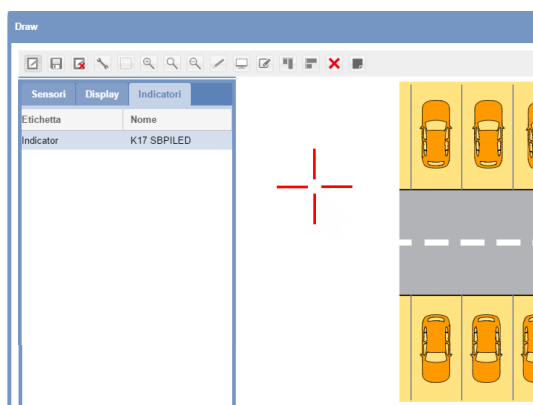 Draw
Sensori Display Indicatori
Etichetta Nome
Indicator K17 SBPILED